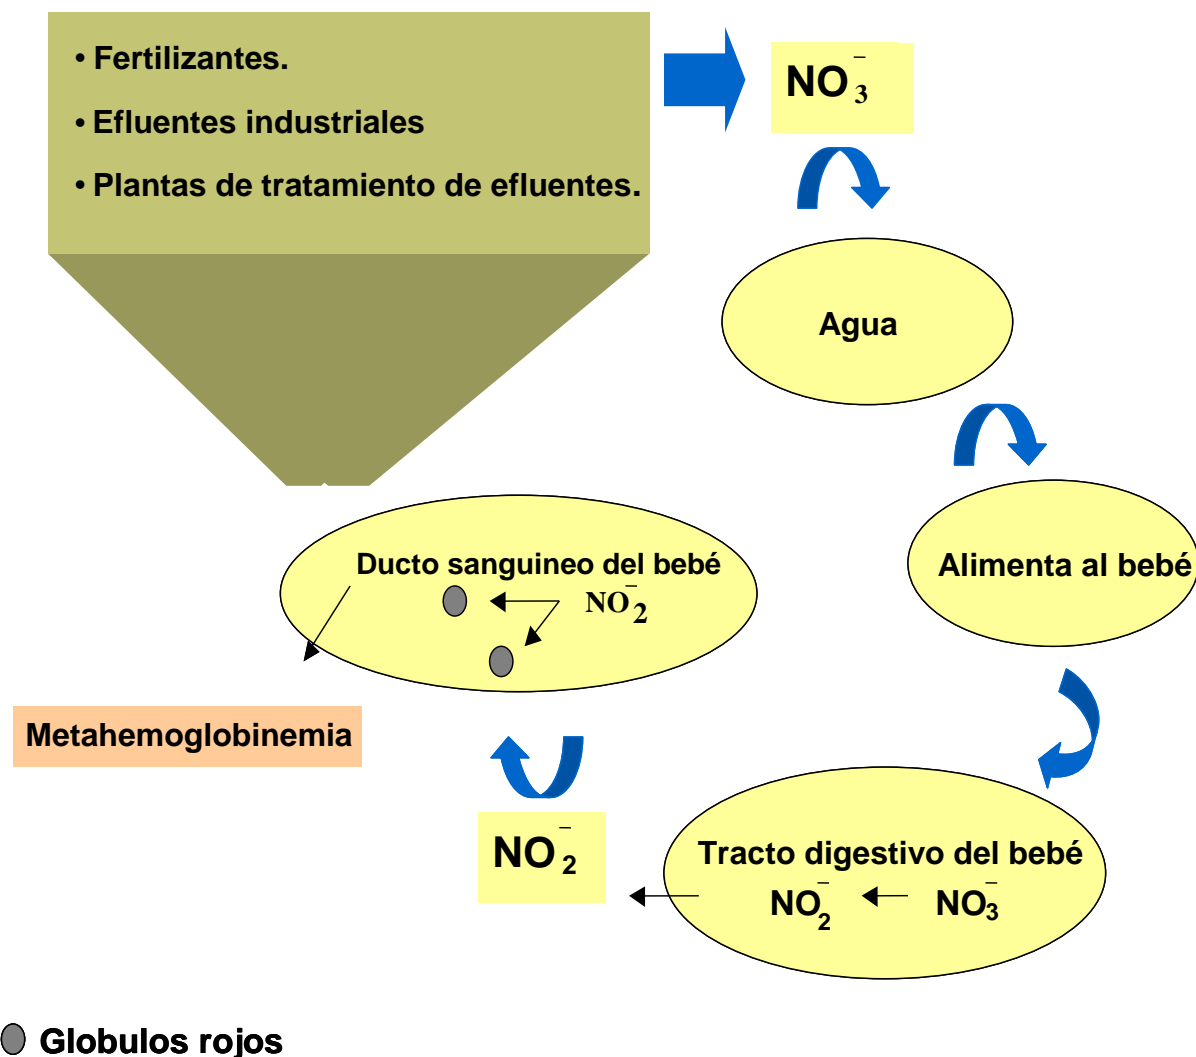 • Fertilizantes.
• Efluentes industriales
• Plantas de tratamiento de efluentes.
NO₃⁻
Agua
Alimenta al bebé
Tracto digestivo del bebé
NO₂⁻ NO₃⁻
NO₂⁻
Ducto sanguineo del bebé
NO₂⁻
Metahemoglobinemia
Globulos rojos